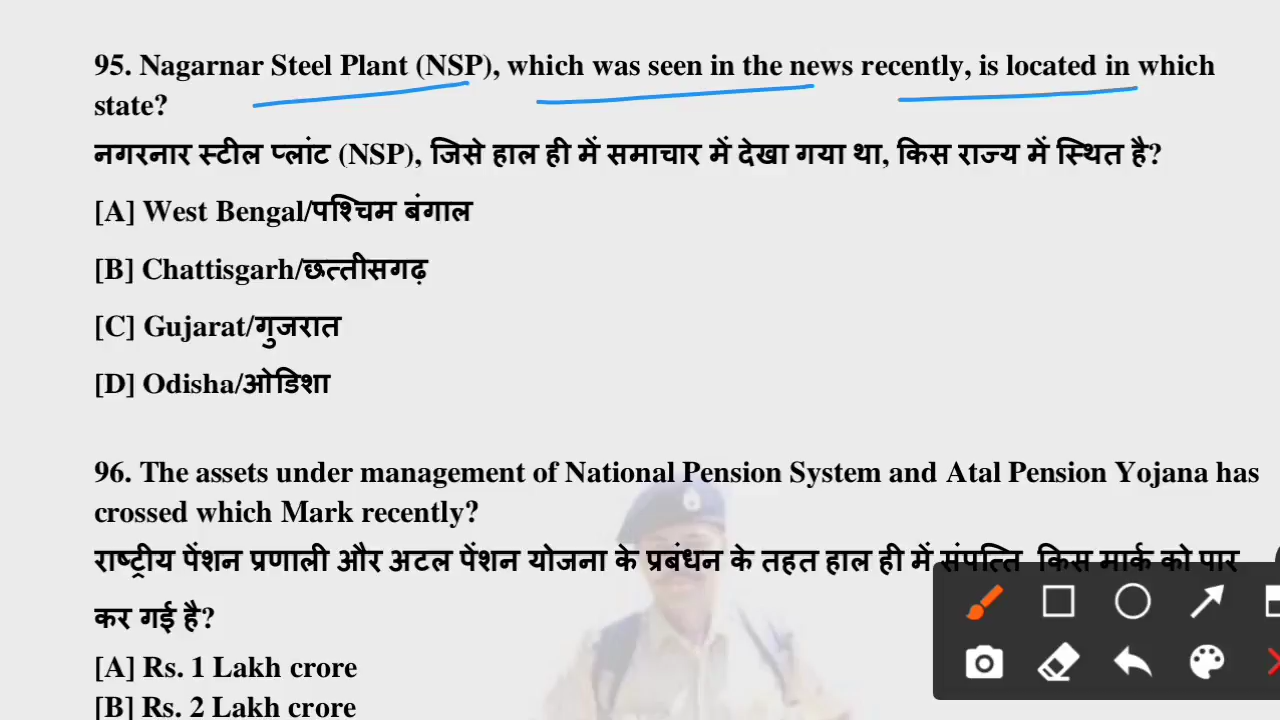 95. Nagarnar Steel Plant (NSP), which was seen in the news recently, is located in which
state?
नगरनार स्टील प्लांट (NSP), जिसे हाल ही में समाचार में देखा गया था, किस राज्य में स्थित है?
[A] West Bengal/पश्चिम बंगाल
[B] Chattisgarh/छत्तीसगढ़
[C] Gujarat/गुजरात
[D] Odisha/ओडिशा
96. The assets under management of National Pension System and Atal Pension Yojana has
crossed which Mark recently?
राष्ट्रीय पेंशन प्रणाली और अटल पेंशन योजना के प्रबंधन के तहत हाल ही में संपत्ति किस मार्क को पार
कर गई है?
[A] Rs. 1 Lakh crore
[B] Rs. 2 Lakh crore